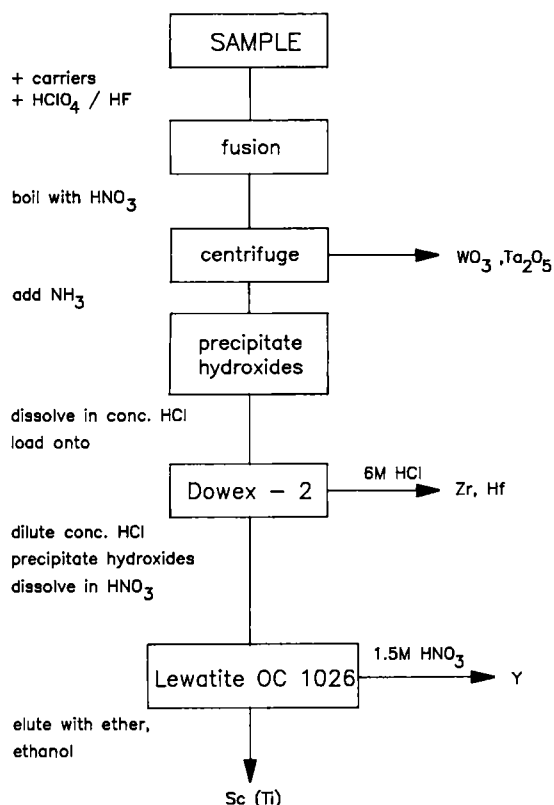 SAMPLE
+ carriers
+ HClO4 / HF
fusion
boil with HNO3
centrifuge
WO3 ,Ta2O5
add NH3
precipitate
hydroxides
dissolve in conc. HCl
load onto
Dowex – 2
6M HCl
Zr, Hf
dilute conc. HCl
precipitate hydroxides
dissolve in HNO3
Lewatite OC 1026
1.5M HNO3
Y
elute with ether,
ethanol
Sc (Ti)